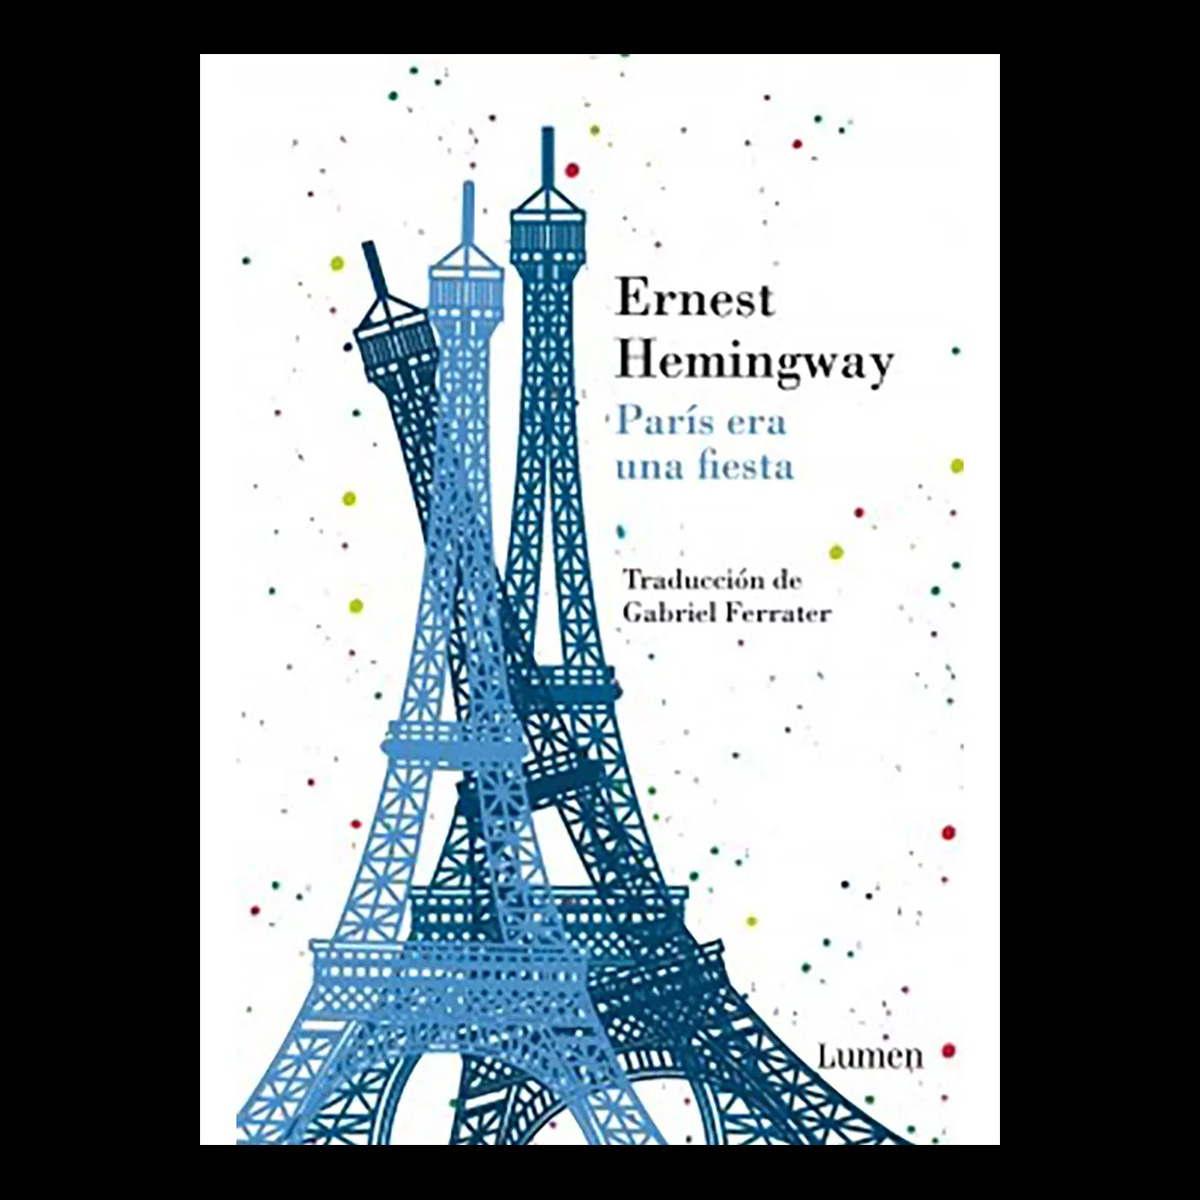 Ernest
Hemingway
París era
una fiesta
Traducción de
Gabriel Ferrater
Lumen